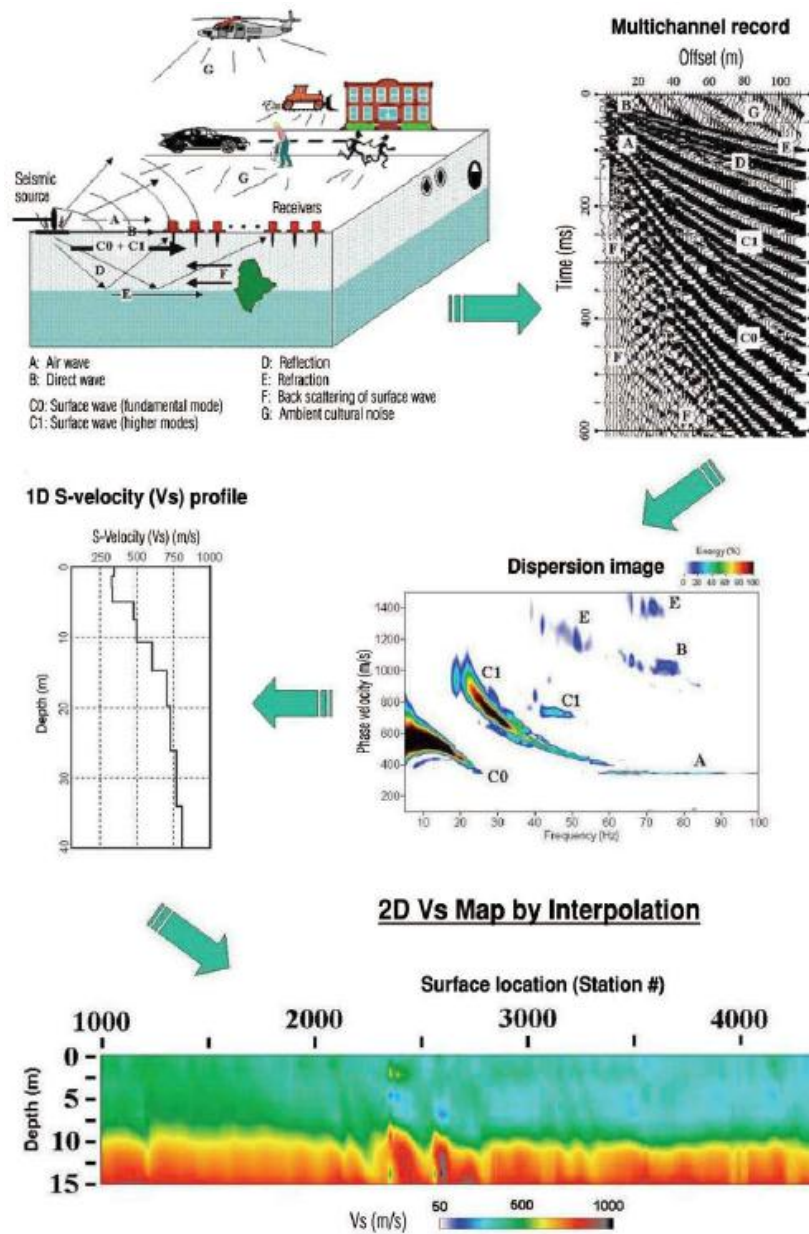 Multichannel record
Offset (m)
20 40 60 80 100
0
200
400
600
Time (ms)
B
G
E
A
D
C1
F
C0
F
F
G
G
Seismic
source
Receivers
A
B
C0 + C1
D
F
E
A: Air wave
B: Direct wave
C0: Surface wave (fundamental mode)
C1: Surface wave (higher modes)
D: Reflection
E: Refraction
F: Back scattering of surface wave
G: Ambient cultural noise
1D S-velocity (Vs) profile
S-Velocity (Vs) (m/s)
250 500 750 1000
0
10
20
30
40
Depth (m)
Dispersion image
Energy (%)
0 20 40 60 80 100
1400
1200
1000
800
600
400
200
Phase velocity (m/s)
E
E
B
C1
C1
C0
A
10 20 30 40 50 60 70 80 90 100
Frequency (Hz)
2D Vs Map by Interpolation
Surface location (Station #)
1000 2000 3000 4000
0
5
10
15
Depth (m)
Vs (m/s)
50 600 1000